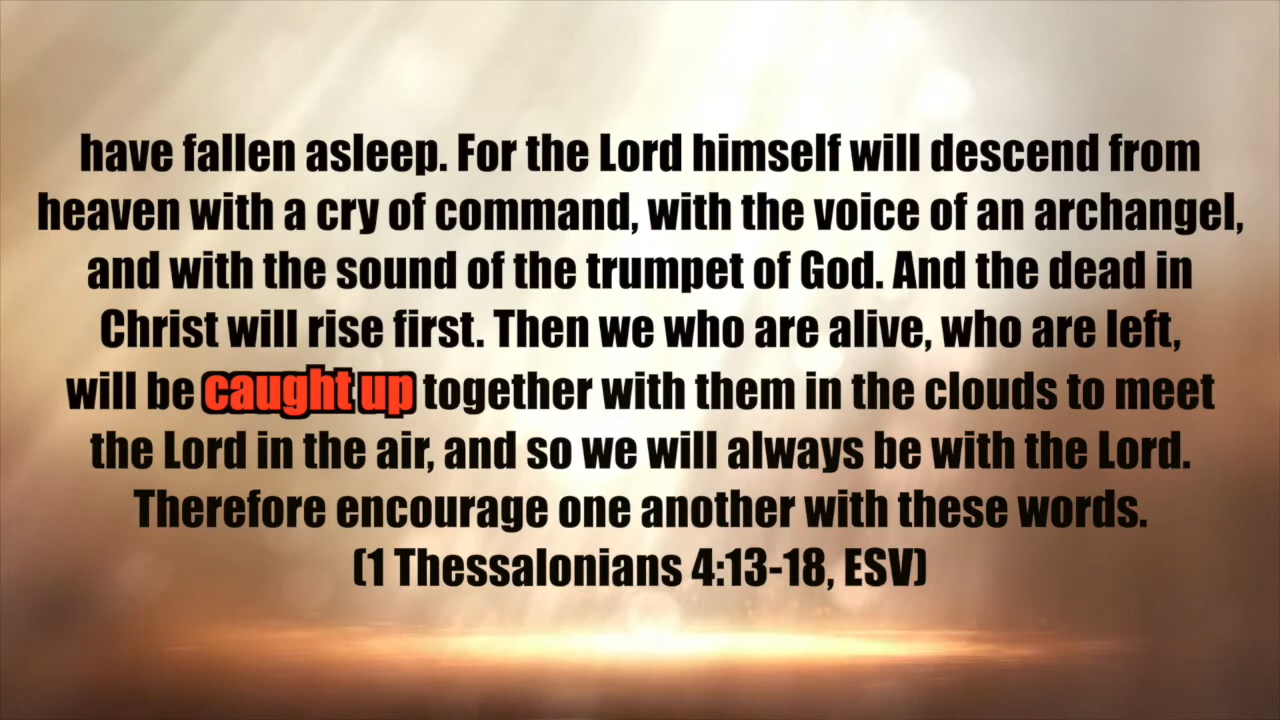 have fallen asleep. For the Lord himself will descend from
heaven with a cry of command, with the voice of an archangel,
and with the sound of the trumpet of God. And the dead in
Christ will rise first. Then we who are alive, who are left,
will be caught up together with them in the clouds to meet
the Lord in the air, and so we will always be with the Lord.
Therefore encourage one another with these words.
(1 Thessalonians 4:13-18, ESV)